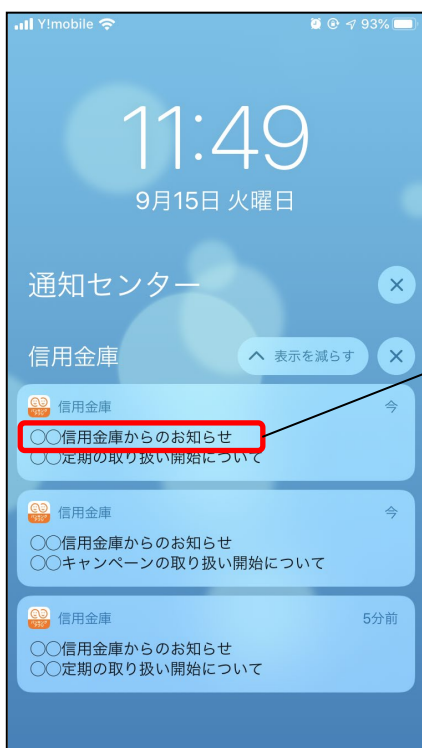 Y!mobile 93%
11:49
9月15日 火曜日
通知センター
信用金庫 表示を減らす
信用金庫 今
○○信用金庫からのお知らせ
○○定期の取り扱い開始について
信用金庫 今
○○信用金庫からのお知らせ
○○キャンペーンの取り扱い開始について
信用金庫 5分前
○○信用金庫からのお知らせ
○○定期の取り扱い開始について